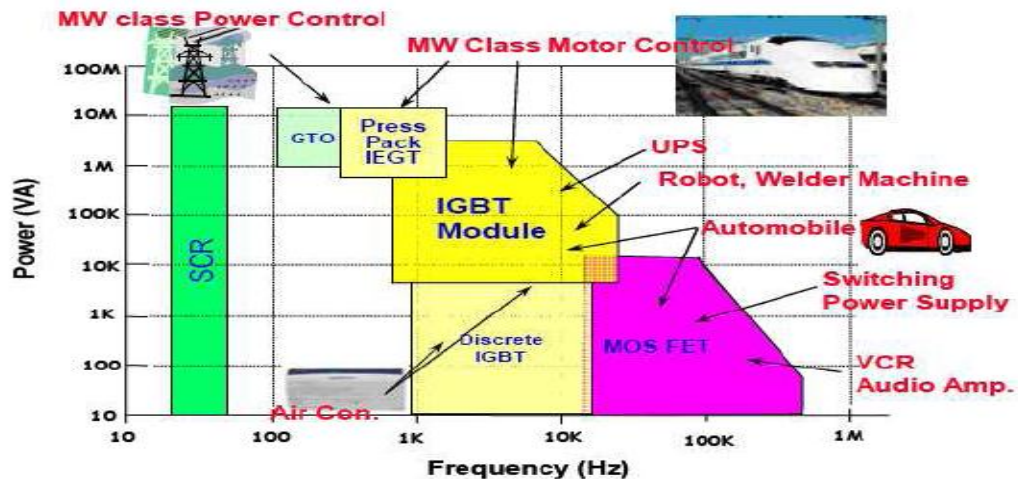 MW class Power Control
MW Class Motor Control
100M
10M
1M
100K
10K
1K
100
10
Power (VA)
SCR
GTO
Press
Pack
IEGT
IGBT
Module
Discrete
IGBT
MOS FET
UPS
Robot, Welder Machine
Automobile
Switching
Power Supply
VCR
Audio Amp.
Air Con.
10
100
1K
10K
100K
1M
Frequency (Hz)